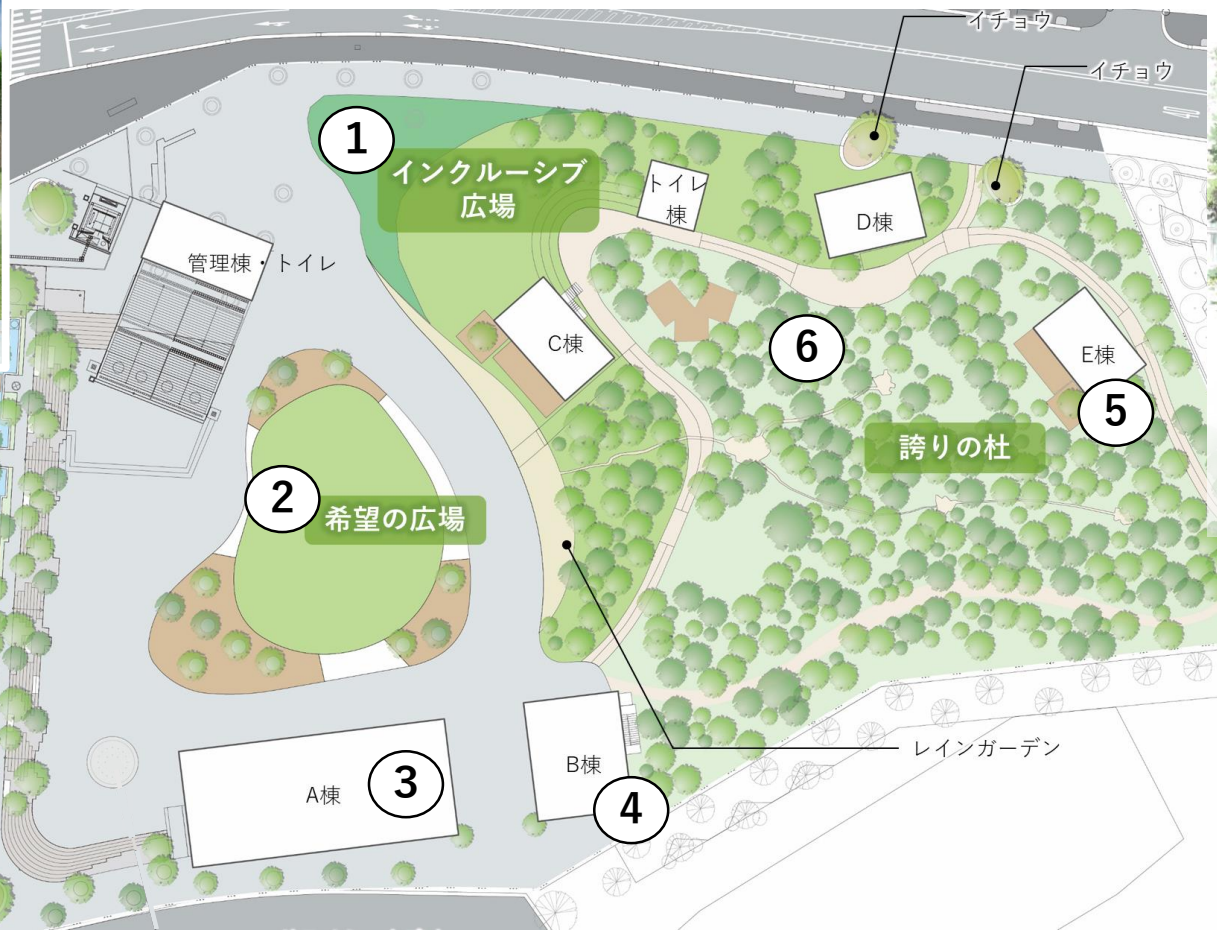 イチョウ
イチョウ
1
インクルーシブ
広場
トイレ
棟
D棟
管理棟・トイレ
C棟
6
E棟
5
誇りの杜
2
希望の広場
レインガーデン
A棟
3
B棟
4